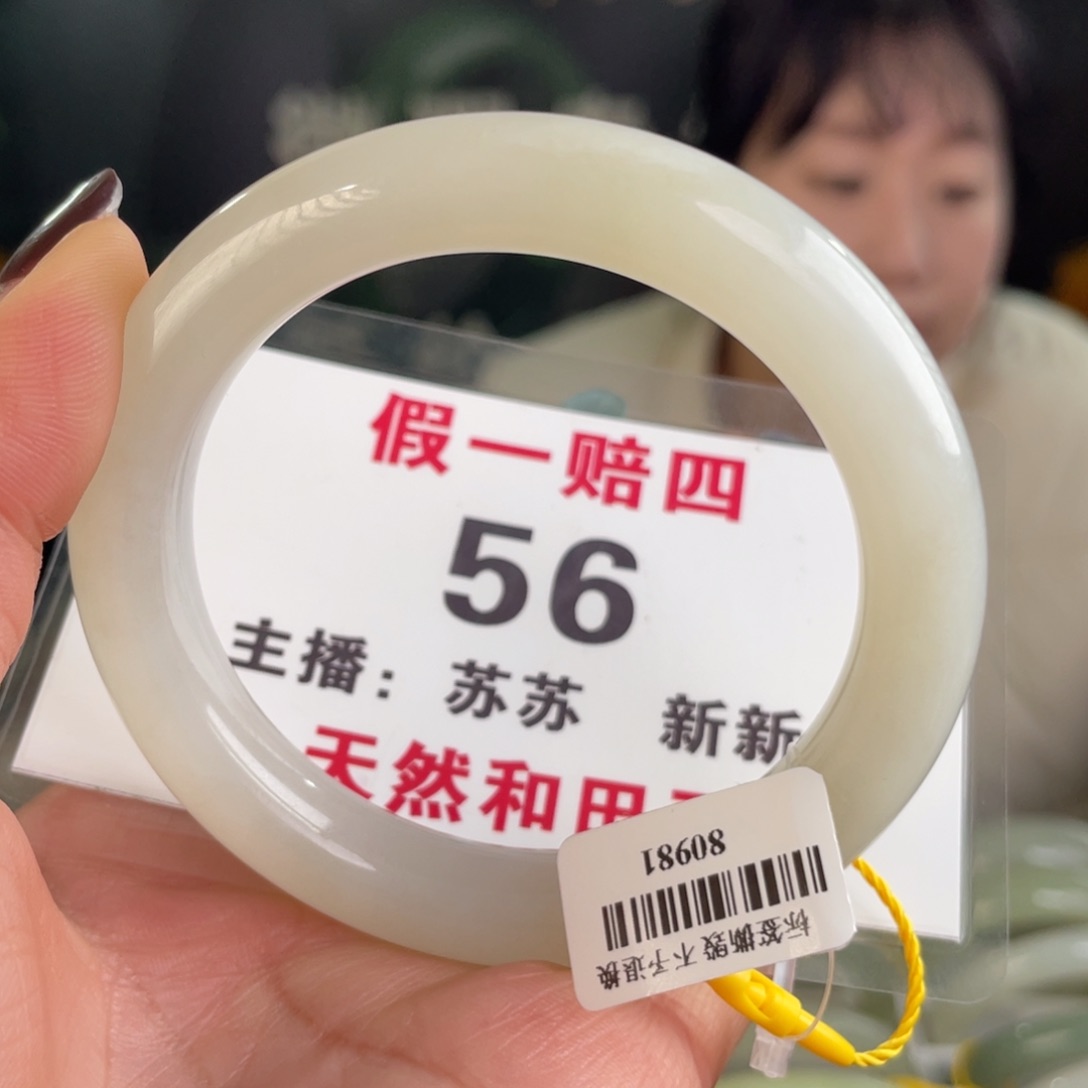 假一赔四
56
主播： 苏苏 新新
天然和田
80981
标签撕毁 不予退换